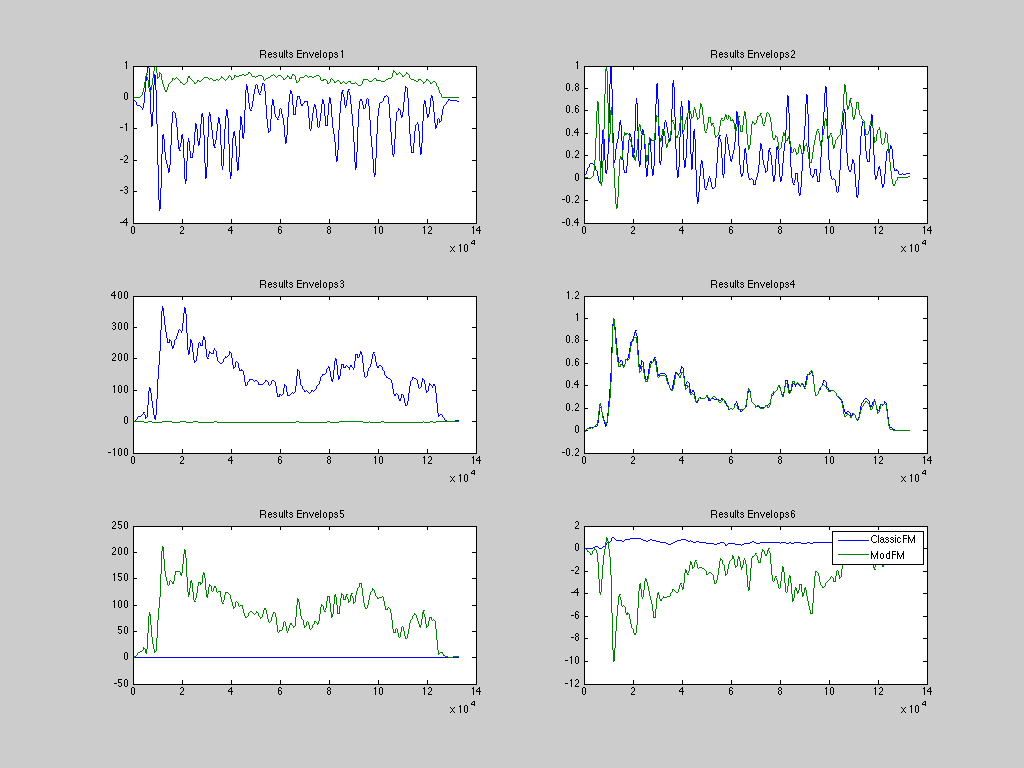 Results Envelops1
1
0
-1
-2
-3
-4
0 2 4 6 8 10 12 14
x 10^4
Results Envelops2
1
0.8
0.6
0.4
0.2
0
-0.2
-0.4
0 2 4 6 8 10 12 14
x 10^4
Results Envelops3
400
300
200
100
0
-100
0 2 4 6 8 10 12 14
x 10^4
Results Envelops4
1.2
1
0.8
0.6
0.4
0.2
0
-0.2
0 2 4 6 8 10 12 14
x 10^4
Results Envelops5
250
200
150
100
50
0
-50
0 2 4 6 8 10 12 14
x 10^4
Results Envelops6
2
0
-2
-4
-6
-8
-10
-12
ClassicFM
ModFM
0 2 4 6 8 10 12 14
x 10^4